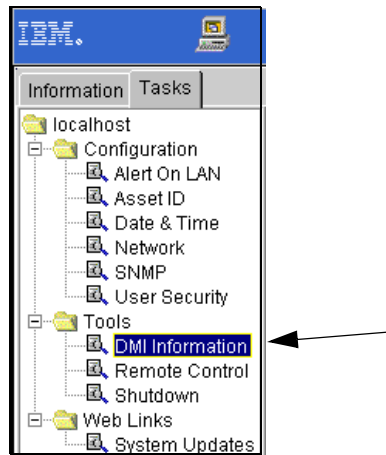 IBM.
Information Tasks
localhost
Configuration
Alert On LAN
Asset ID
Date & Time
Network
SNMP
User Security
Tools
DMI Information
Remote Control
Shutdown
Web Links
System Updates